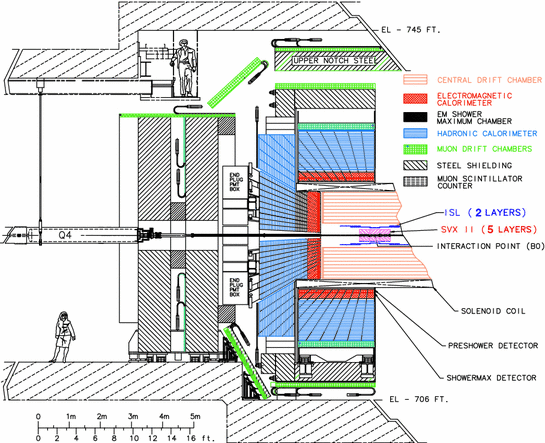 EL - 745 FT.
UPPER NOTCH STEEL
CENTRAL DRIFT CHAMBER
ELECTROMAGNETIC
CALORIMETER
EM SHOWER
MAXIMUM CHAMBER
HADRONIC CALORIMETER
MUON DRIFT CHAMBERS
STEEL SHIELDING
MUON SCINTILLATOR
COUNTER
END
PLUG
PMT
BOX
ISL (2 LAYERS)
SVX II (5 LAYERS)
Q4
INTERACTION POINT (B0)
END
PLUG
PMT
BOX
SOLENOID COIL
PRESHOWER DETECTOR
SHOWERMAX DETECTOR
EL - 706 FT.
0 1m 2m 3m 4m 5m
0 2 4 6 8 10 12 14 16 ft.